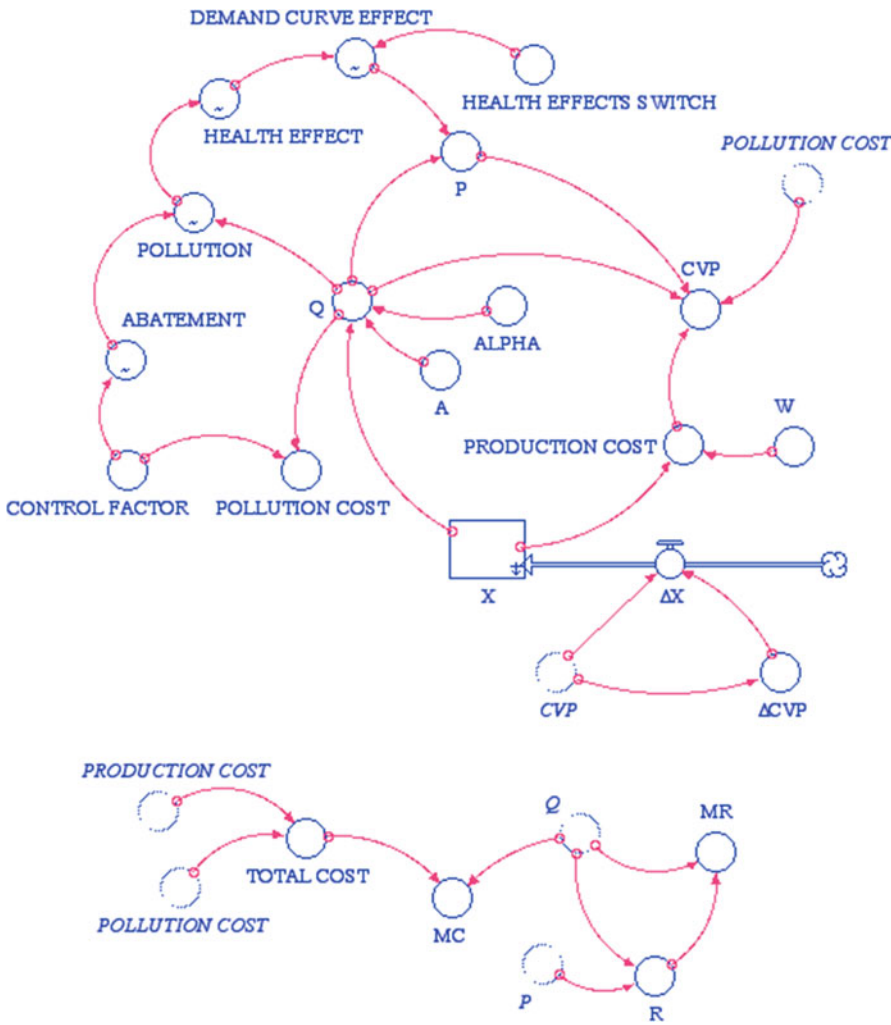 DEMAND CURVE EFFECT
HEALTH EFFECTS SWITCH
HEALTH EFFECT
POLLUTION COST
P
POLLUTION
CVP
Q
ABATEMENT
ALPHA
A
W
PRODUCTION COST
CONTROL FACTOR
POLLUTION COST
X
ΔX
CVP
ΔCVP
PRODUCTION COST
Q
MR
TOTAL COST
POLLUTION COST
MC
P
R